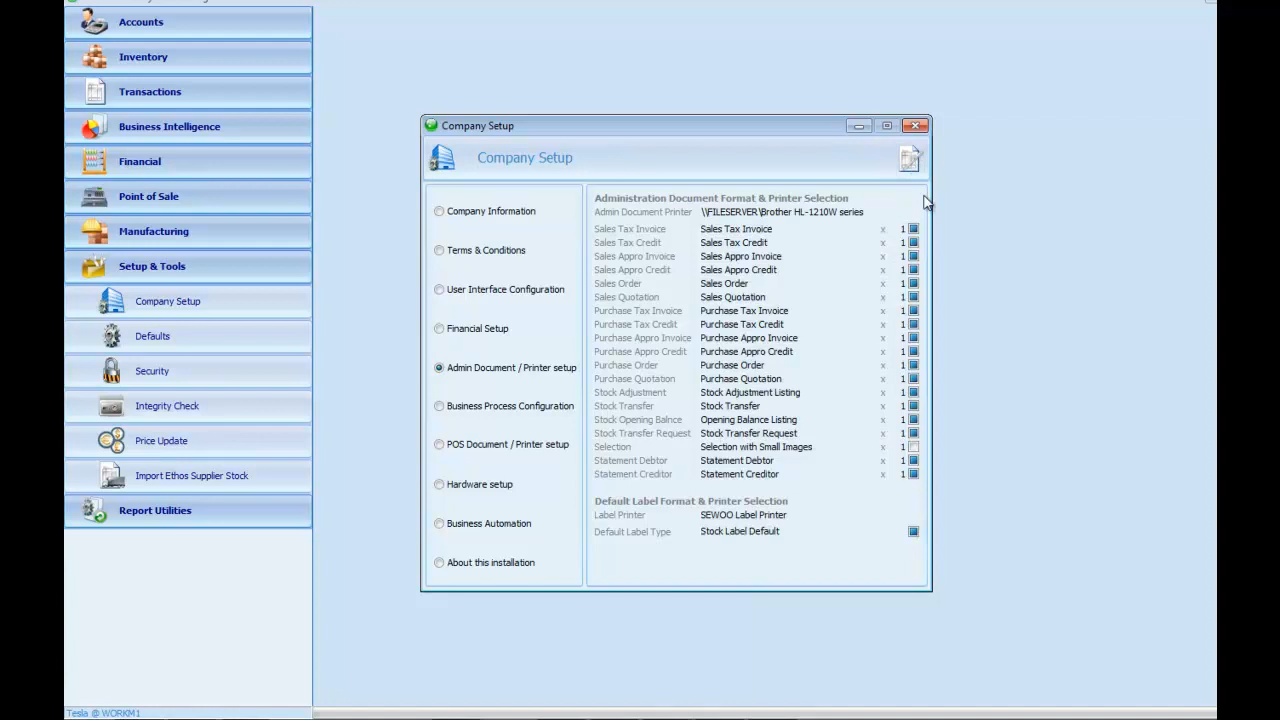 Accounts
Inventory
Transactions
Business Intelligence
Financial
Point of Sale
Manufacturing
Setup & Tools
Company Setup
Defaults
Security
Integrity Check
Price Update
Import Ethos Supplier Stock
Report Utilities
Tesla @ WORKM1
Company Setup
Company Setup
Company Information
Terms & Conditions
User Interface Configuration
Financial Setup
Admin Document / Printer setup
Business Process Configuration
POS Document / Printer setup
Hardware setup
Business Automation
About this installation
Administration Document Format & Printer Selection
Admin Document Printer \\FILESERVER\Brother HL-1210W series
Sales Tax Invoice Sales Tax Invoice x 1
Sales Tax Credit Sales Tax Credit x 1
Sales Appro Invoice Sales Appro Invoice x 1
Sales Appro Credit Sales Appro Credit x 1
Sales Order Sales Order x 1
Sales Quotation Sales Quotation x 1
Purchase Tax Invoice Purchase Tax Invoice x 1
Purchase Tax Credit Purchase Tax Credit x 1
Purchase Appro Invoice Purchase Appro Invoice x 1
Purchase Appro Credit Purchase Appro Credit x 1
Purchase Order Purchase Order x 1
Purchase Quotation Purchase Quotation x 1
Stock Adjustment Stock Adjustment Listing x 1
Stock Transfer Stock Transfer x 1
Stock Opening Balnce Opening Balance Listing x 1
Stock Transfer Request Stock Transfer Request x 1
Selection Selection with Small Images x 1
Statement Debtor Statement Debtor x 1
Statement Creditor Statement Creditor x 1
Default Label Format & Printer Selection
Label Printer SEWOO Label Printer
Default Label Type Stock Label Default